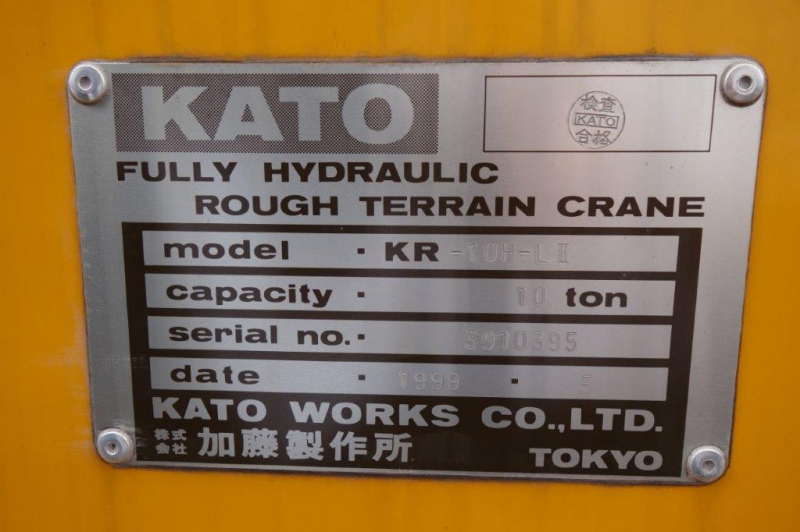 KATO
検査
KATO
合格
FULLY HYDRAULIC
ROUGH TERRAIN CRANE
model · KR-10H-LⅡ
capacity · 10 ton
serial no. · S910395
date · 1999 · 5
KATO WORKS CO.,LTD.
株式会社 加藤製作所 TOKYO